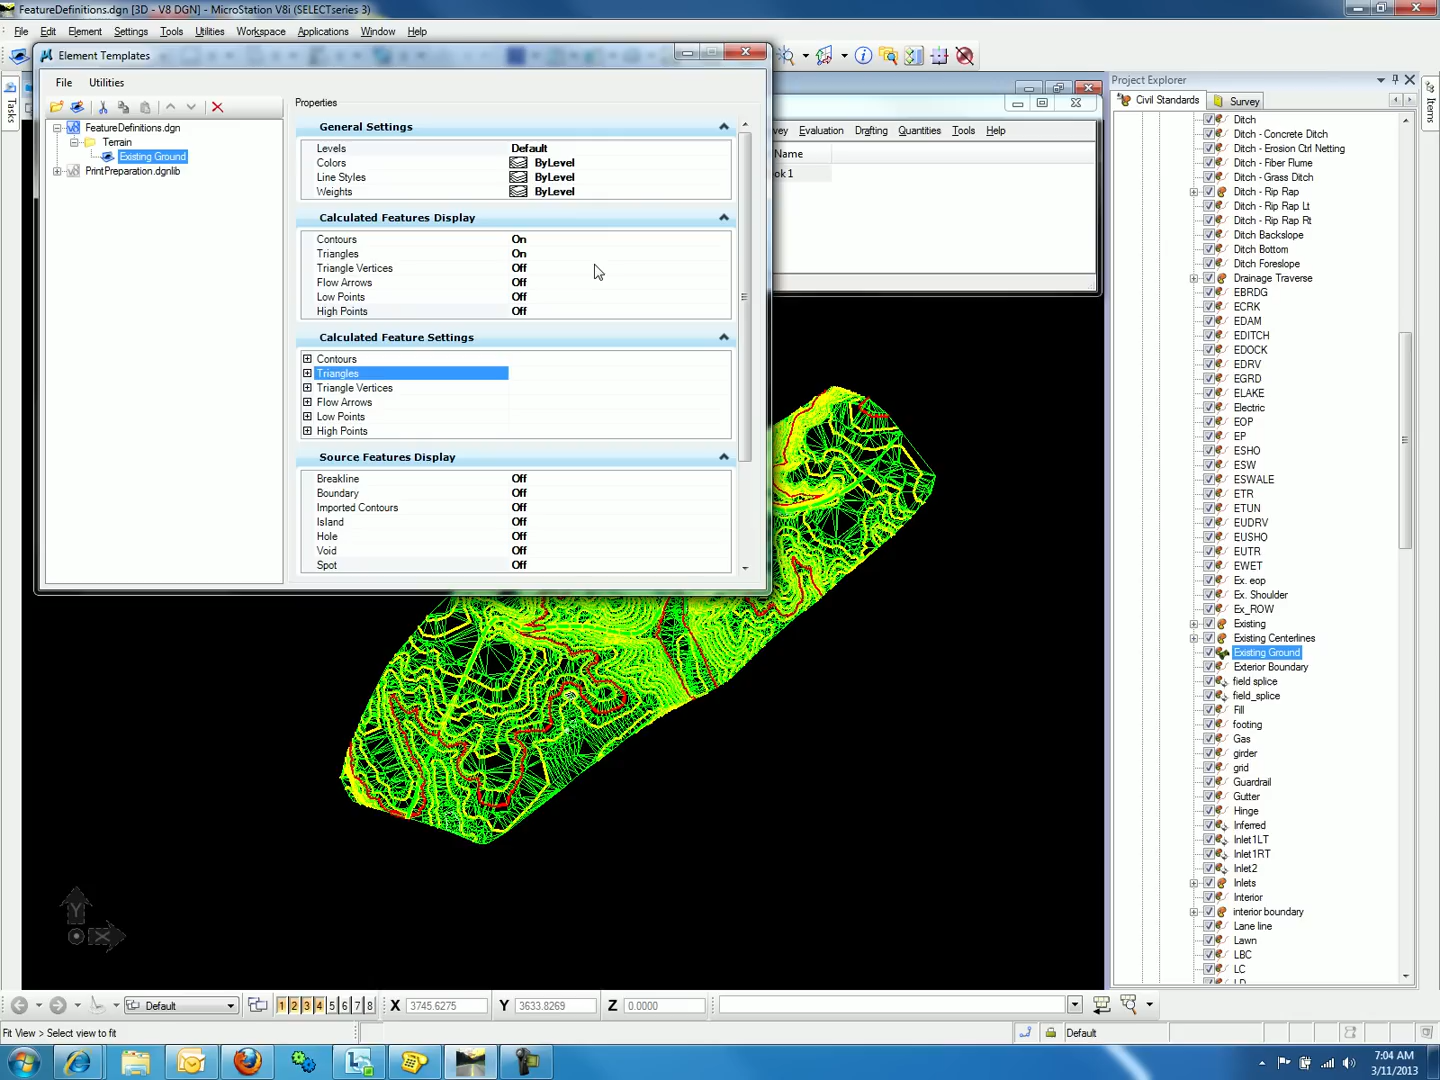 FeatureDefinitions.dgn [3D - V8 DGN] - MicroStation V8i (SELECTseries 3)
File Edit Element Settings Tools Utilities Workspace Applications Window Help
Element Templates
File Utilities
FeatureDefinitions.dgn
Terrain
Existing Ground
PrintPreparation.dgnlib
Properties
General Settings
Levels Default
Colors ByLevel
Line Styles ByLevel
Weights ByLevel
Calculated Features Display
Contours On
Triangles On
Triangle Vertices Off
Flow Arrows Off
Low Points Off
High Points Off
Calculated Feature Settings
Contours
Triangles
Triangle Vertices
Flow Arrows
Low Points
High Points
Source Features Display
Breakline Off
Boundary Off
Imported Contours Off
Island Off
Hole Off
Void Off
Spot Off
vey Evaluation Drafting Quantities Tools Help
Name
ok 1
Tasks
Items
Project Explorer
Civil Standards Survey
Ditch
Ditch - Concrete Ditch
Ditch - Erosion Ctrl Netting
Ditch - Fiber Flume
Ditch - Grass Ditch
Ditch - Rip Rap
Ditch - Rip Rap Lt
Ditch - Rip Rap Rt
Ditch Backslope
Ditch Bottom
Ditch Foreslope
Drainage Traverse
EBRDG
ECRK
EDAM
EDITCH
EDOCK
EDRV
EGRD
ELAKE
Electric
EOP
EP
ESHO
ESW
ESWALE
ETR
ETUN
EUDRV
EUSHO
EUTR
EWET
Ex. eop
Ex. Shoulder
Ex_ROW
Existing
Existing Centerlines
Existing Ground
Exterior Boundary
field splice
field_splice
Fill
footing
Gas
girder
grid
Guardrail
Gutter
Hinge
Inferred
Inlet1LT
Inlet1RT
Inlet2
Inlets
Interior
interior boundary
Lane line
Lawn
LBC
LC
LD
Y
X
Default 1 2 3 4 5 6 7 8 X 3745.6275 Y 3633.8269 Z 0.0000
Fit View > Select view to fit Default
7:04 AM
3/11/2013